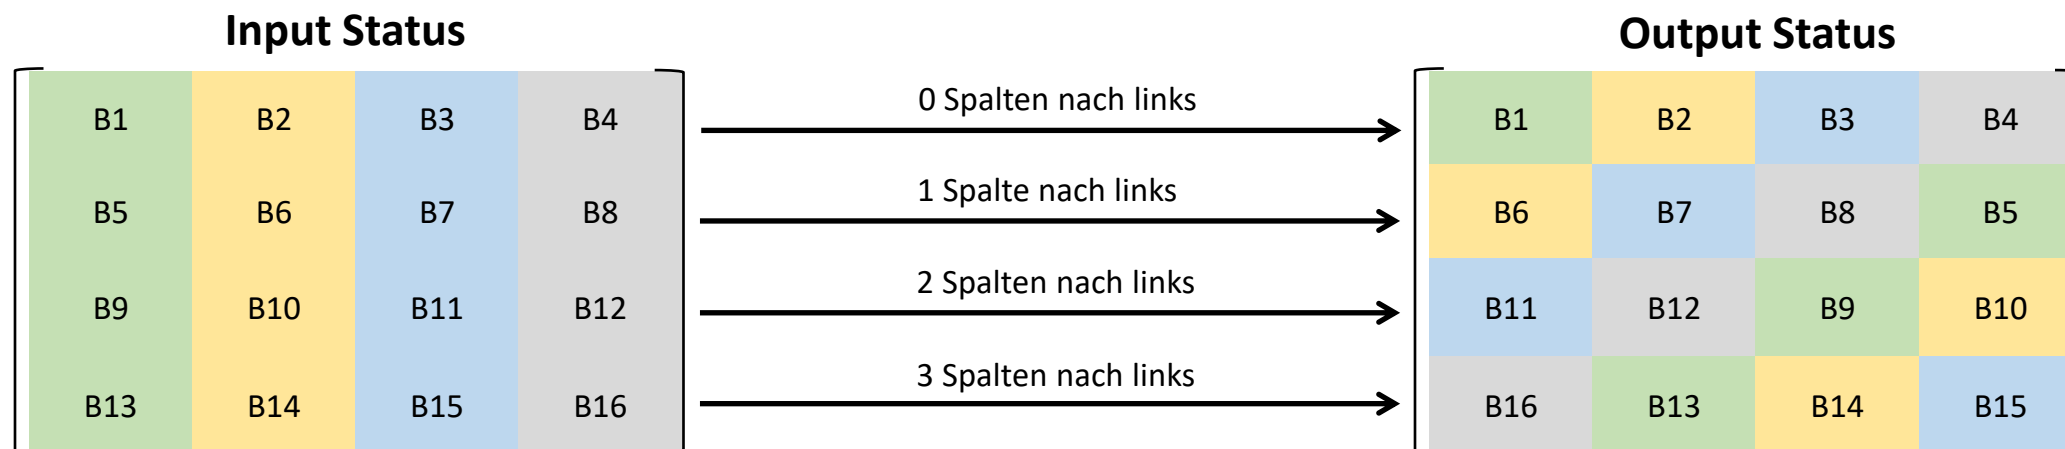 Input Status
Output Status
B1 B2 B3 B4
0 Spalten nach links
B1 B2 B3 B4
B5 B6 B7 B8
1 Spalte nach links
B6 B7 B8 B5
B9 B10 B11 B12
2 Spalten nach links
B11 B12 B9 B10
B13 B14 B15 B16
3 Spalten nach links
B16 B13 B14 B15